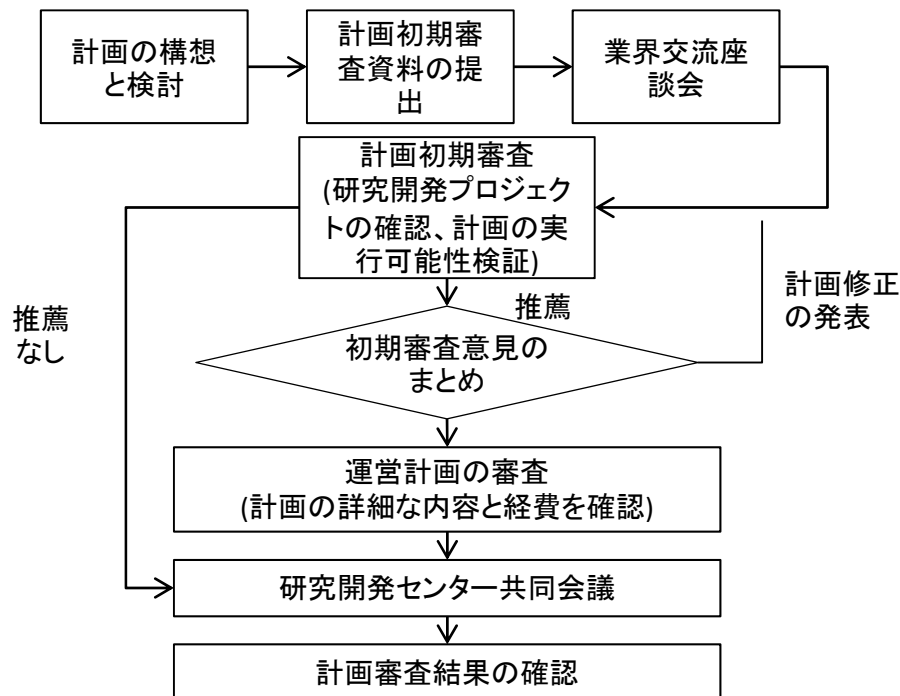 計画の構想
と検討
計画初期審
査資料の提
出
業界交流座
談会
計画初期審査
(研究開発プロジェク
トの確認、計画の実
行可能性検証)
推薦
なし
推薦
計画修正
の発表
初期審査意見の
まとめ
運営計画の審査
(計画の詳細な内容と経費を確認)
研究開発センター共同会議
計画審査結果の確認